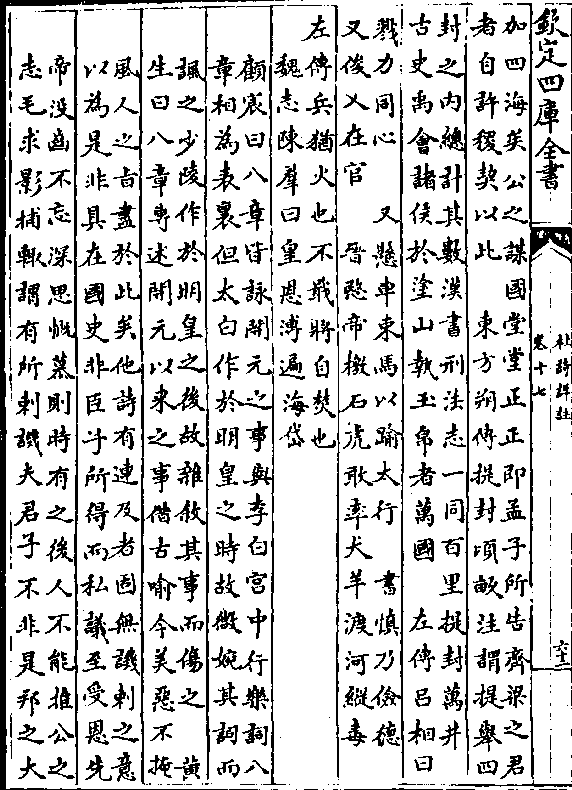 欽定四庫全書
杜詩詳註
卷十七
加四海矣公之謀國堂堂正正即孟子所告齊梁之君
者自許稷契以此 東方朔傳提封頃畝注謂提舉四
封之内總計其數漢書刑法志一同百里提封萬井
古史禹會諸侯於塗山執玉帛者萬國 左傳吕相曰
戮力同心 又懸車束馬以踰太行 書慎乃儉德
又俊乂在官 晉愍帝檄石虎敢率犬羊渡河縱毒
左傳兵猶火也不戢將自焚也
魏志陳羣曰皇恩溥遍海岱
顧宸曰八章皆詠開元之事與李白宫中行樂詞八
章相為表裏但太白作於明皇之時故微婉其詞而
諷之少陵作於明皇之後故雜敘其事而傷之 黄
生曰八章專述開元以來之事借古喻今美惡不掩
風人之旨盡於此矣他詩有連及者固無譏刺之意
以為是非具在國史非臣子所得而私議至受恩先
帝没齒不忘深思慨慕則時有之後人不能推公之
志毛求影捕輙謂有所刺譏夫君子不非是邦之大